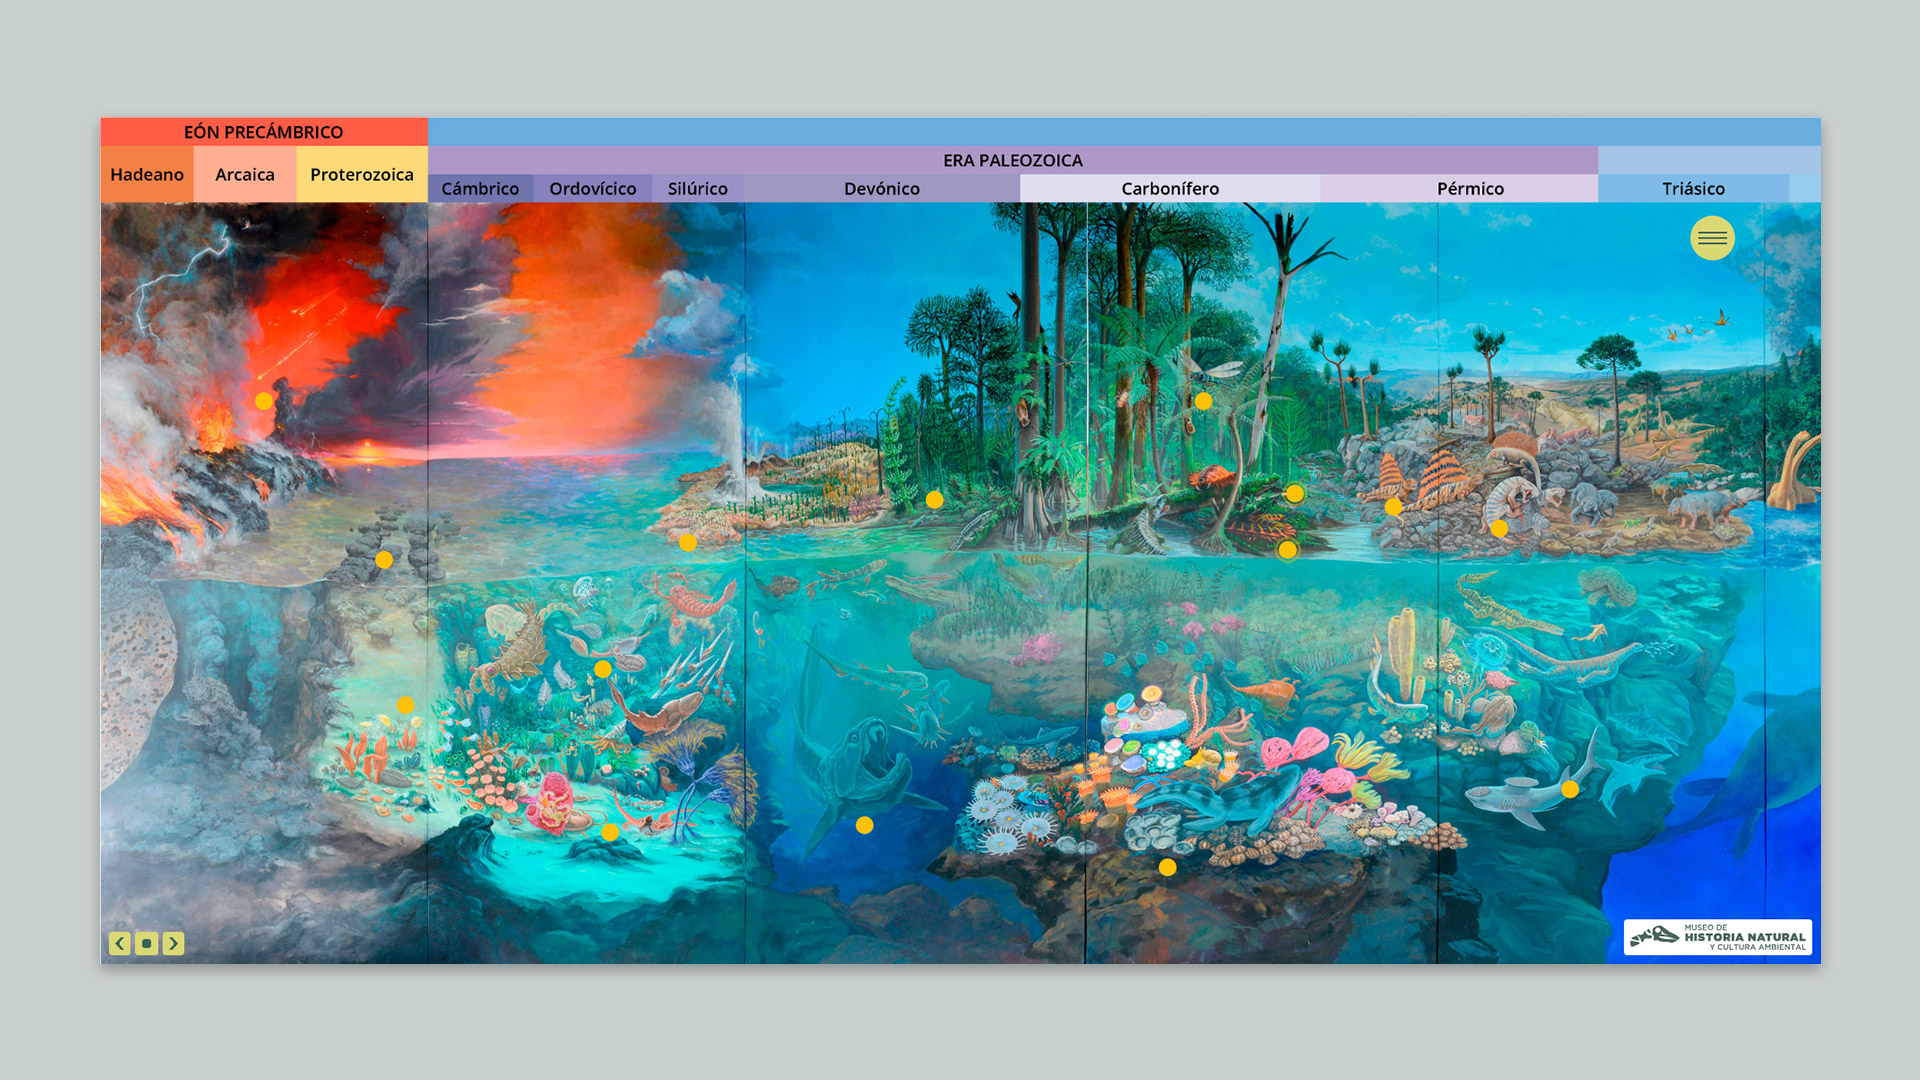 EÓN PRECÁMBRICO
ERA PALEOZOICA
Hadeano
Arcaica
Proterozoica
Cámbrico
Ordovícico
Silúrico
Devónico
Carbonífero
Pérmico
Triásico
MUSEO DE
HISTORIA NATURAL
Y CULTURA AMBIENTAL